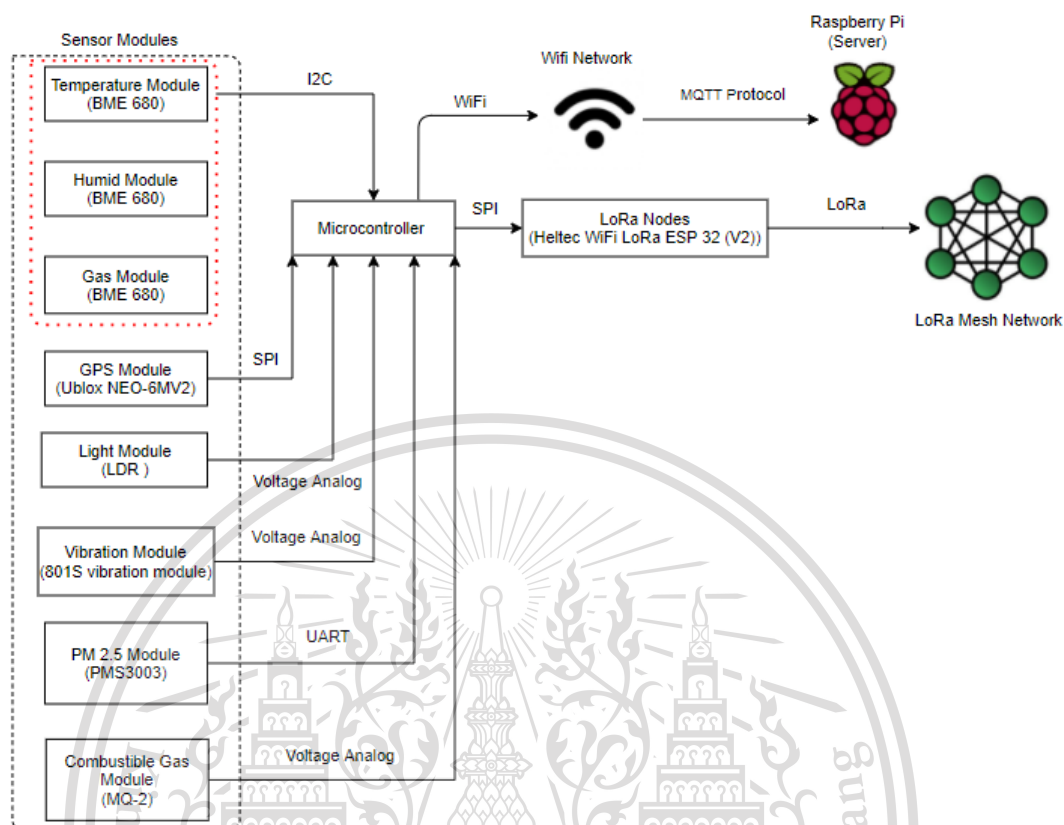 Sensor Modules
Temperature Module
(BME 680)
Humid Module
(BME 680)
Gas Module
(BME 680)
GPS Module
(Ublox NEO-6MV2)
Light Module
(LDR )
Vibration Module
(801S vibration module)
PM 2.5 Module
(PMS3003)
Combustible Gas
Module
(MQ-2)
I2C
SPI
Voltage Analog
Voltage Analog
UART
Voltage Analog
Microcontroller
WiFi
Wifi Network
MQTT Protocol
Raspberry Pi
(Server)
SPI
LoRa Nodes
(Heltec WiFi LoRa ESP 32 (V2))
LoRa
LoRa Mesh Network